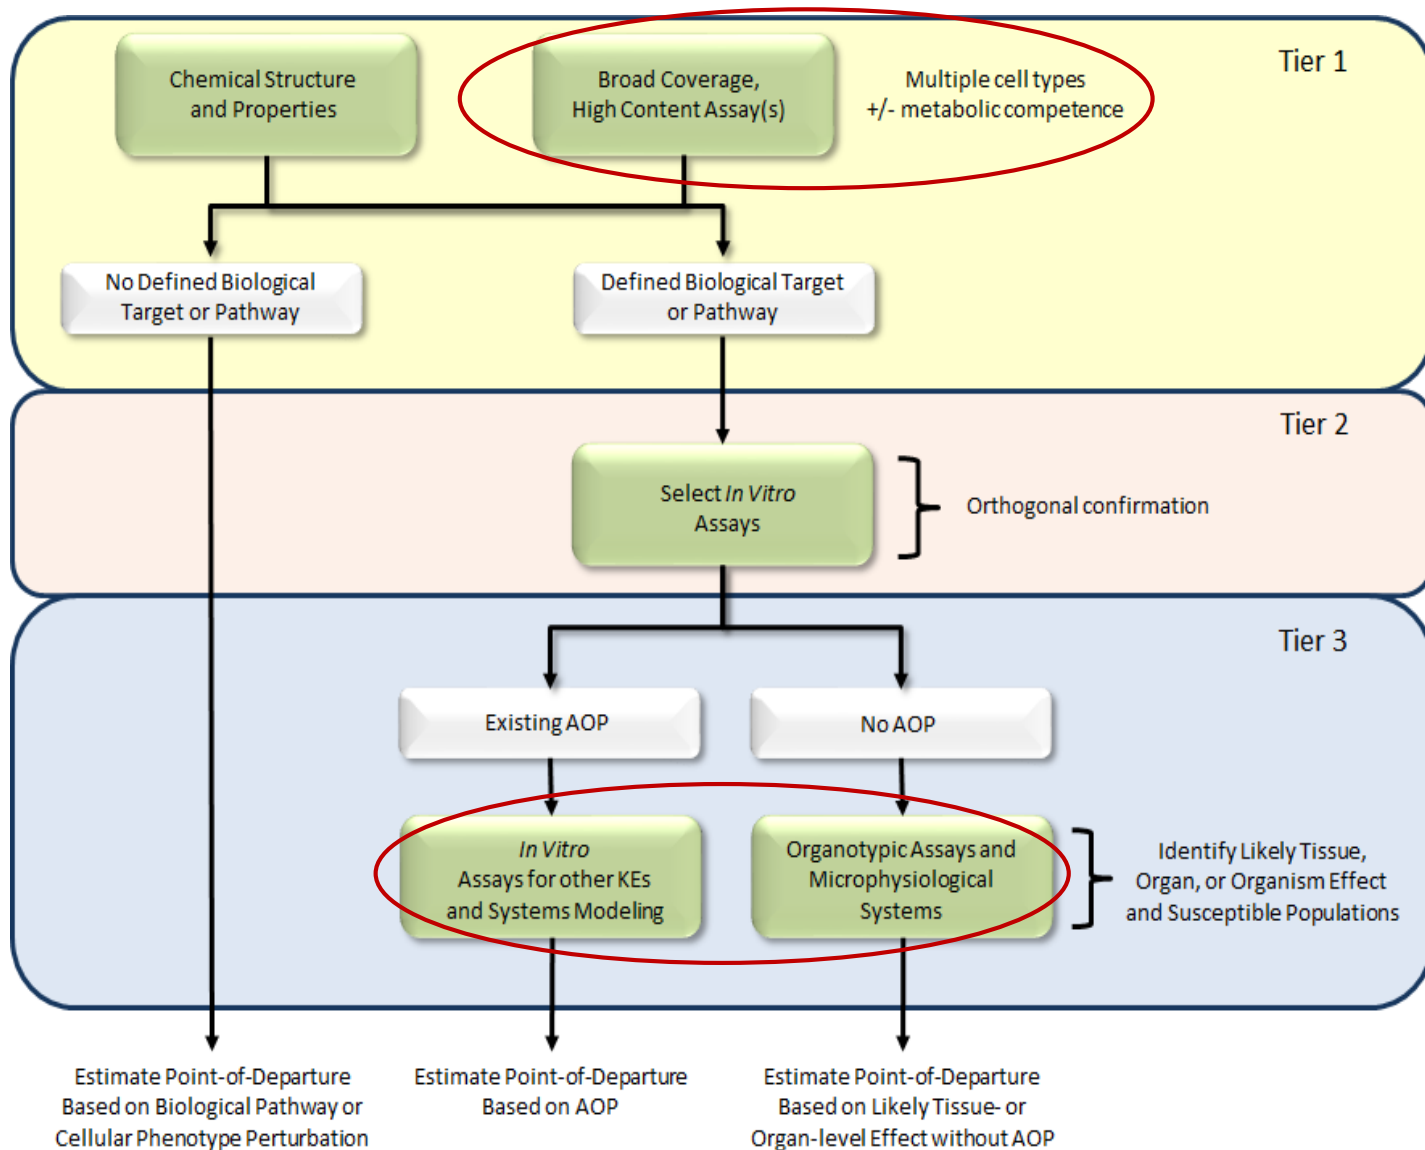 Tier 1
Chemical Structure
and Properties
Broad Coverage,
High Content Assay(s)
Multiple cell types
+/- metabolic competence
No Defined Biological
Target or Pathway
Defined Biological Target
or Pathway
Tier 2
Select In Vitro
Assays
Orthogonal confirmation
Tier 3
Existing AOP
No AOP
In Vitro
Assays for other KEs
and Systems Modeling
Organotypic Assays and
Microphysiological
Systems
Identify Likely Tissue,
Organ, or Organism Effect
and Susceptible Populations
Estimate Point-of-Departure
Based on Biological Pathway or
Cellular Phenotype Perturbation
Estimate Point-of-Departure
Based on AOP
Estimate Point-of-Departure
Based on Likely Tissue- or
Organ-level Effect without AOP